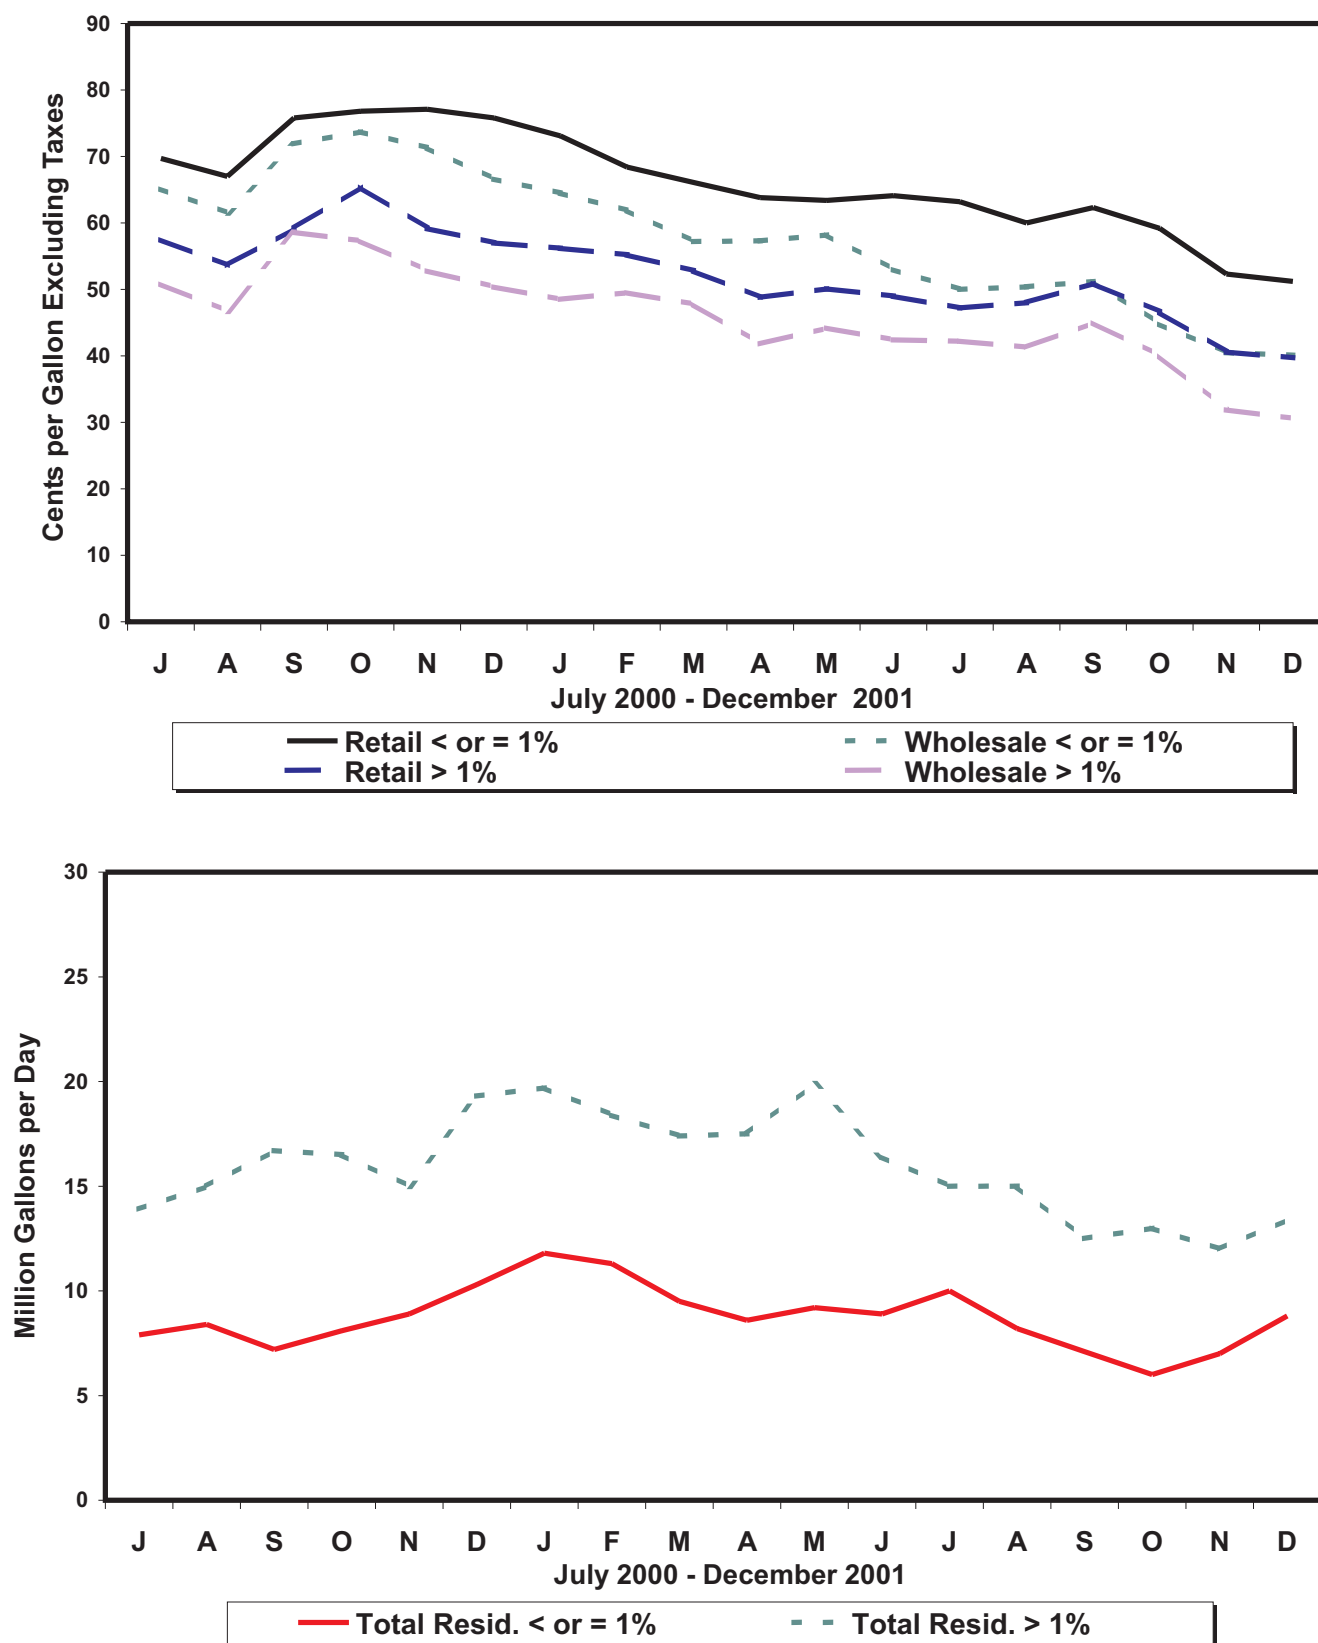 90
80
70
60
50
40
30
20
10
0
Cents per Gallon Excluding Taxes
J A S O N D J F M A M J J A S O N D
July 2000 - December 2001
Retail < or = 1% Wholesale < or = 1%
Retail > 1% Wholesale > 1%
30
25
20
15
10
5
0
Million Gallons per Day
J A S O N D J F M A M J J A S O N D
July 2000 - December 2001
Total Resid. < or = 1% Total Resid. > 1%